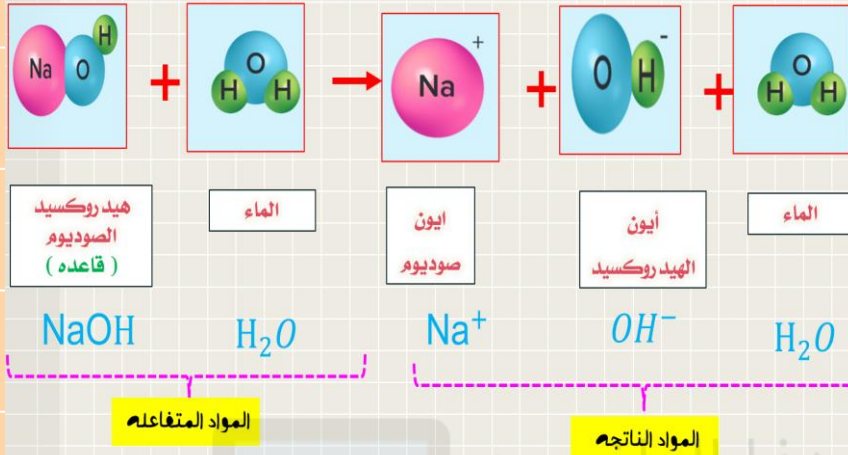 Na O H + O H H → Na + + O H - + O H H
هيدروكسيد
الصوديوم
( قاعده )
الماء
ايون
صوديوم
أيون
الهيدروكسيد
الماء
NaOH H₂O Na⁺ OH⁻ H₂O
المواد المتفاعله
المواد الناتجه